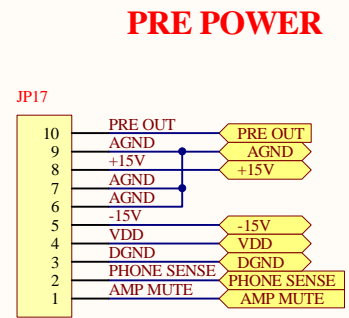 PRE POWER
JP17
10 PRE OUT PRE OUT
9 AGND AGND
8 +15V +15V
7 AGND
6 AGND
5 -15V -15V
4 VDD VDD
3 DGND DGND
2 PHONE SENSE PHONE SENSE
1 AMP MUTE AMP MUTE